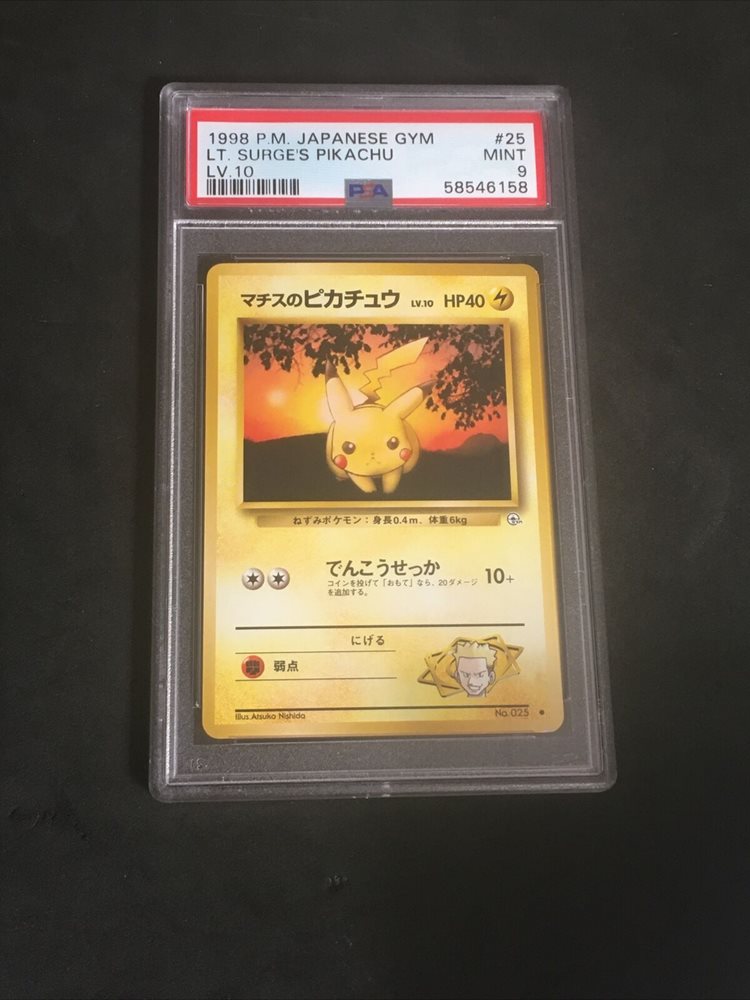 1998 P.M. JAPANESE GYM #25
LT. SURGE'S PIKACHU MINT
LV.10 9
PSA 58546158
マチスのピカチュウ LV.10 HP40
ねずみポケモン:身長0.4m、体重6kg
でんこうせっか 10+
コインを投げて「おもて」なら、20ダメージ
を追加する。
にげる
弱点
Illus. Atsuko Nishida
No.025